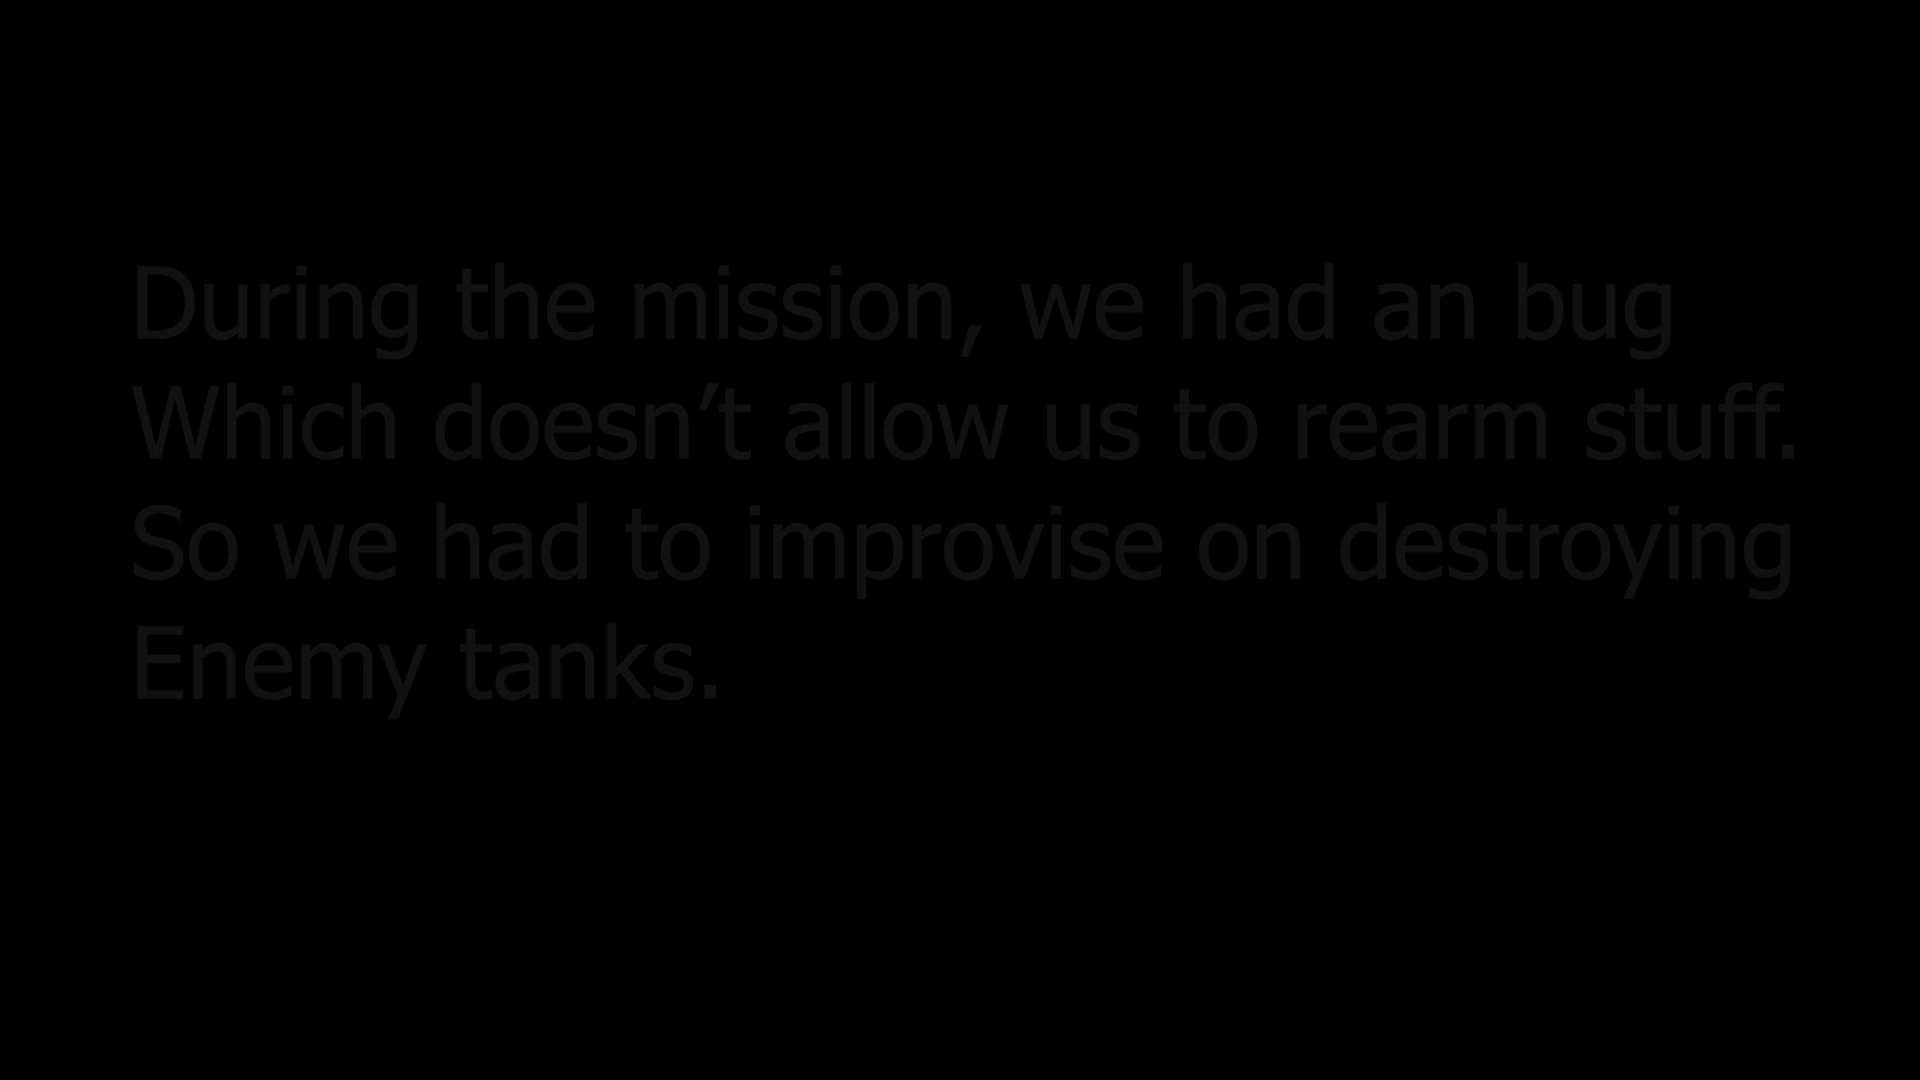 During the mission, we had an bug
Which doesn’t allow us to rearm stuff.
So we had to improvise on destroying
Enemy tanks.